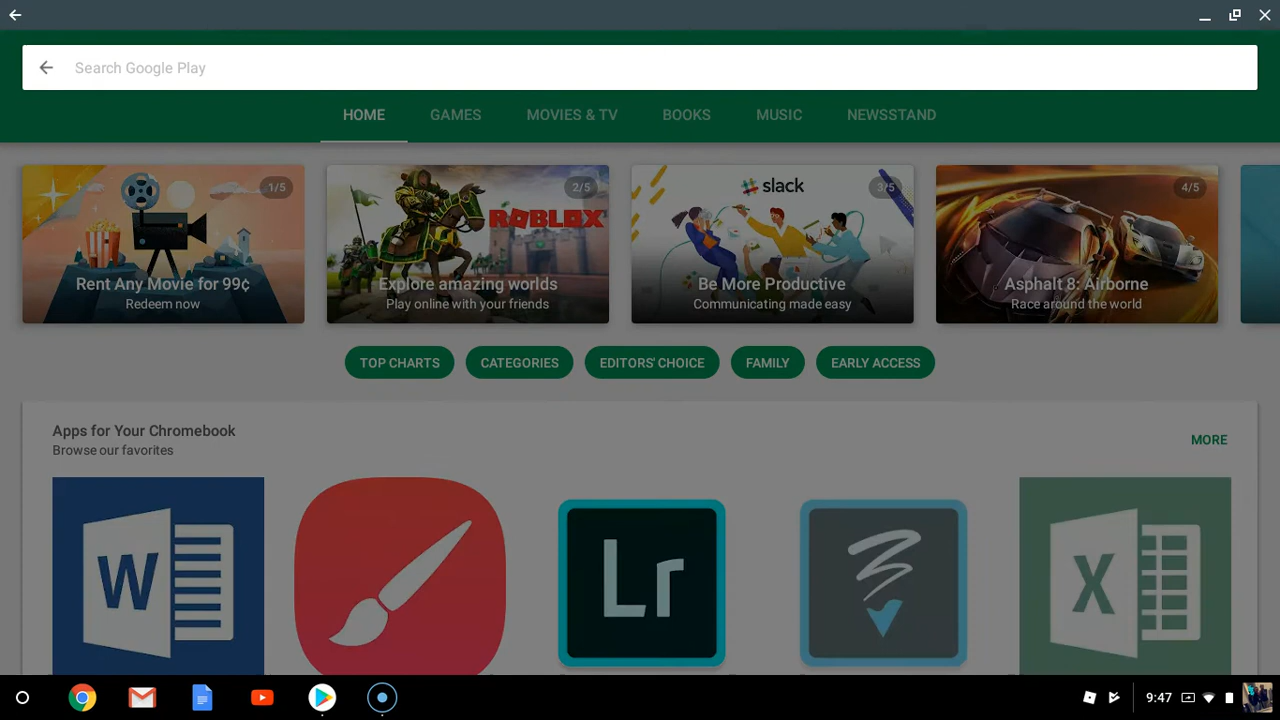 Search Google Play
HOME
GAMES
MOVIES & TV
BOOKS
MUSIC
NEWSSTAND
1/5
Rent Any Movie for 99¢
Redeem now
2/5
ROBLOX
Explore amazing worlds
Play online with your friends
slack
3/5
Be More Productive
Communicating made easy
4/5
Asphalt 8: Airborne
Race around the world
TOP CHARTS
CATEGORIES
EDITORS' CHOICE
FAMILY
EARLY ACCESS
Apps for Your Chromebook
Browse our favorites
MORE
W
Lr
X
9:47